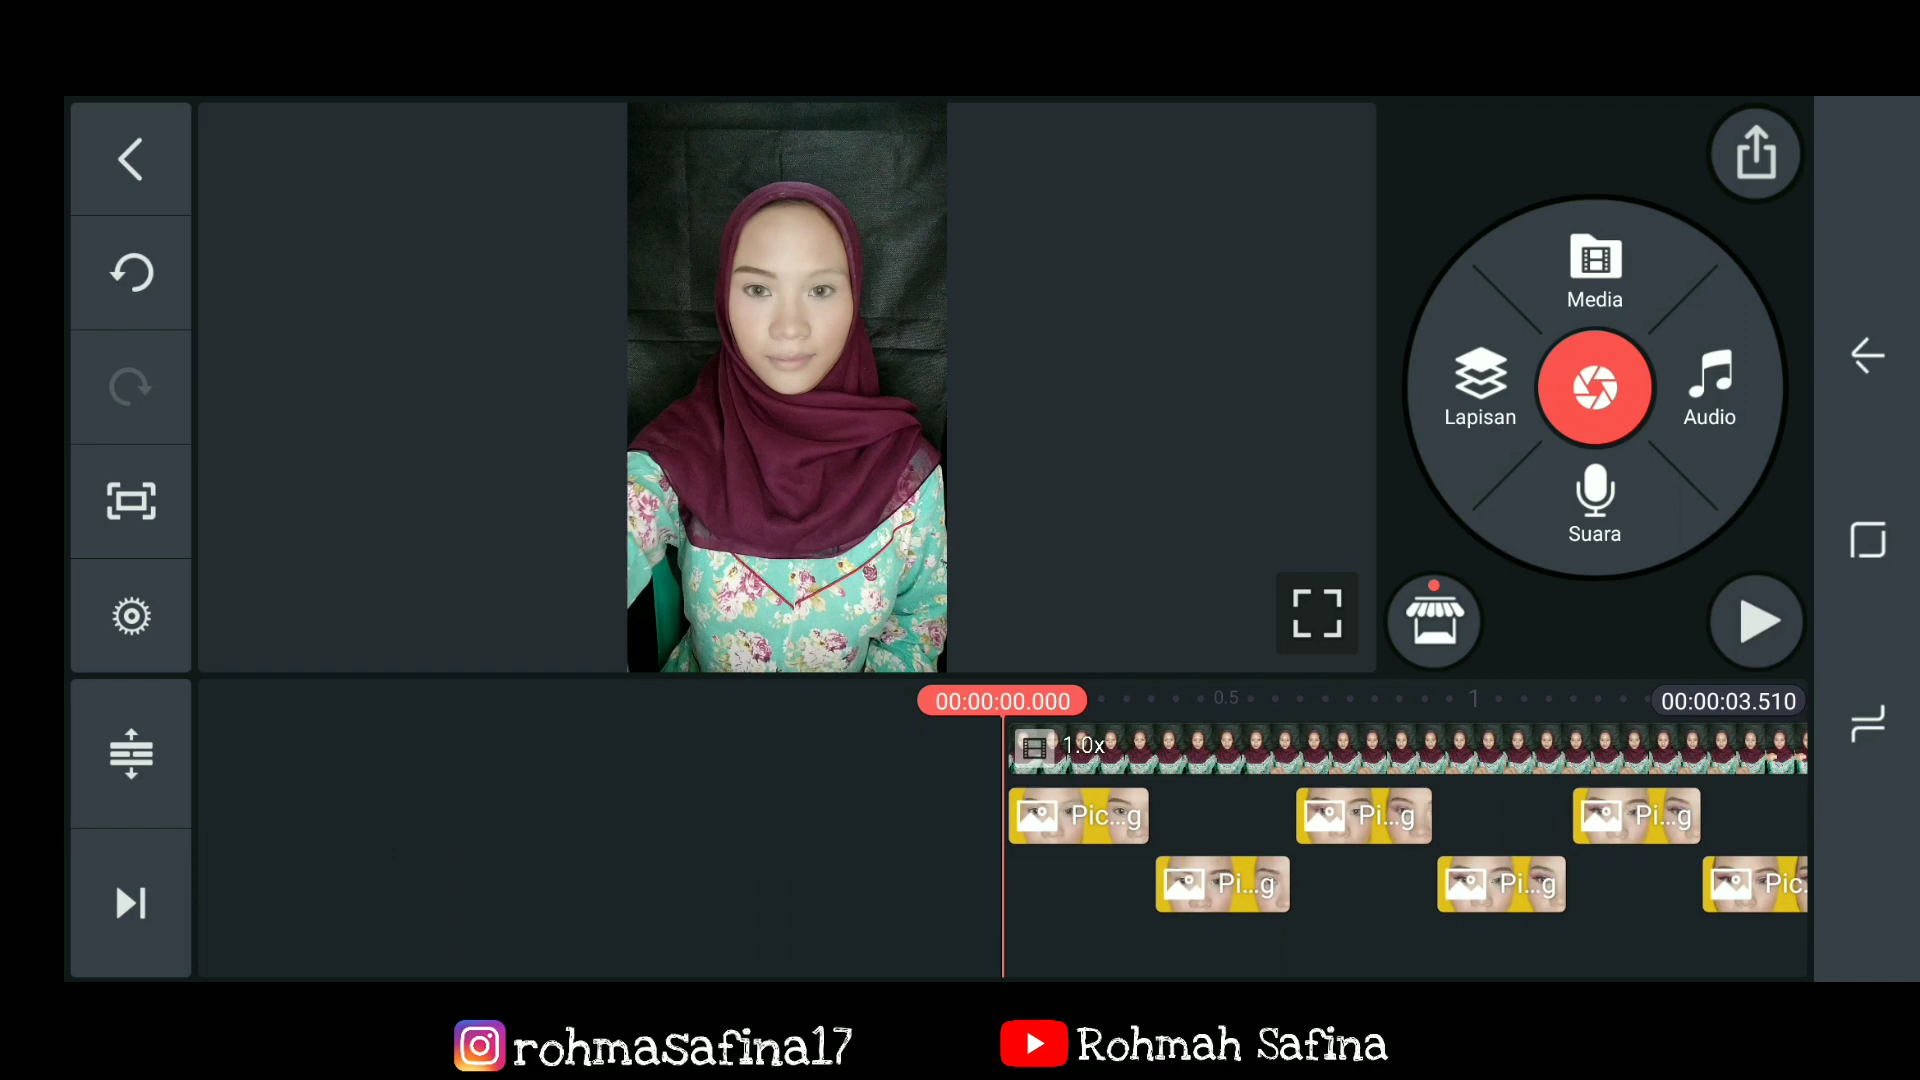 Media
Lapisan
Audio
Suara
00:00:00.000
0.5
1
00:00:03.510
1.0x
Pic...g
Pi...g
Pi...g
Pi...g
Pi...g
Pic.
rohmasafina17
Rohmah Safina